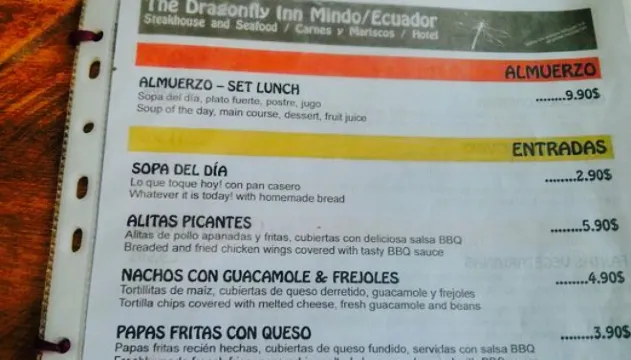 The Dragonfly Inn Mindo/Ecuador
Steakhouse and Seafood / Carnes y Mariscos / Hotel
ALMUERZO
ALMUERZO – SET LUNCH
.........9.90$
Sopa del día, plato fuerte, postre, jugo
Soup of the day, main course, dessert, fruit juice
ENTRADAS
SOPA DEL DÍA
.........2.90$
Lo que toque hoy! con pan casero
Whatever it is today! with homemade bread
ALITAS PICANTES
.........5.90$
Alitas de pollo apanadas y fritas, cubiertas con deliciosa salsa BBQ
Breaded and fried chicken wings covered with tasty BBQ sauce
NACHOS CON GUACAMOLE & FREJOLES
.........4.90$
Tortillitas de maíz, cubiertas de queso derretido, guacamole y frejoles
Tortilla chips covered with melted cheese, fresh guacamole and beans
PAPAS FRITAS CON QUESO
.........3.90$
Papas fritas recién hechas, cubiertas de queso fundido, servidas con salsa BBQ